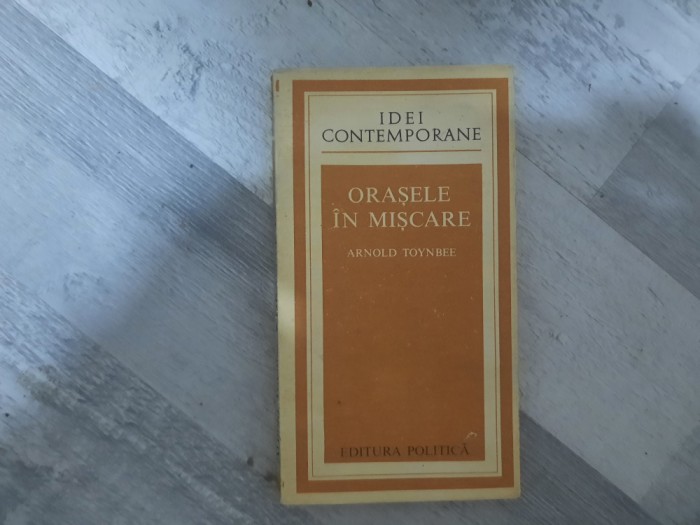 IDEI
CONTEMPORANE
ORAȘELE
ÎN MIȘCARE
ARNOLD TOYNBEE
EDITURA POLITICĂ